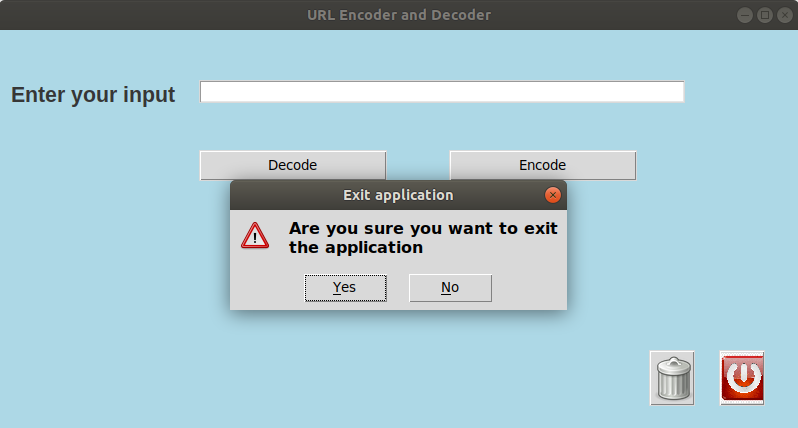 URL Encoder and Decoder
Enter your input
Decode
Encode
Exit application
Are you sure you want to exit
the application
Yes
No